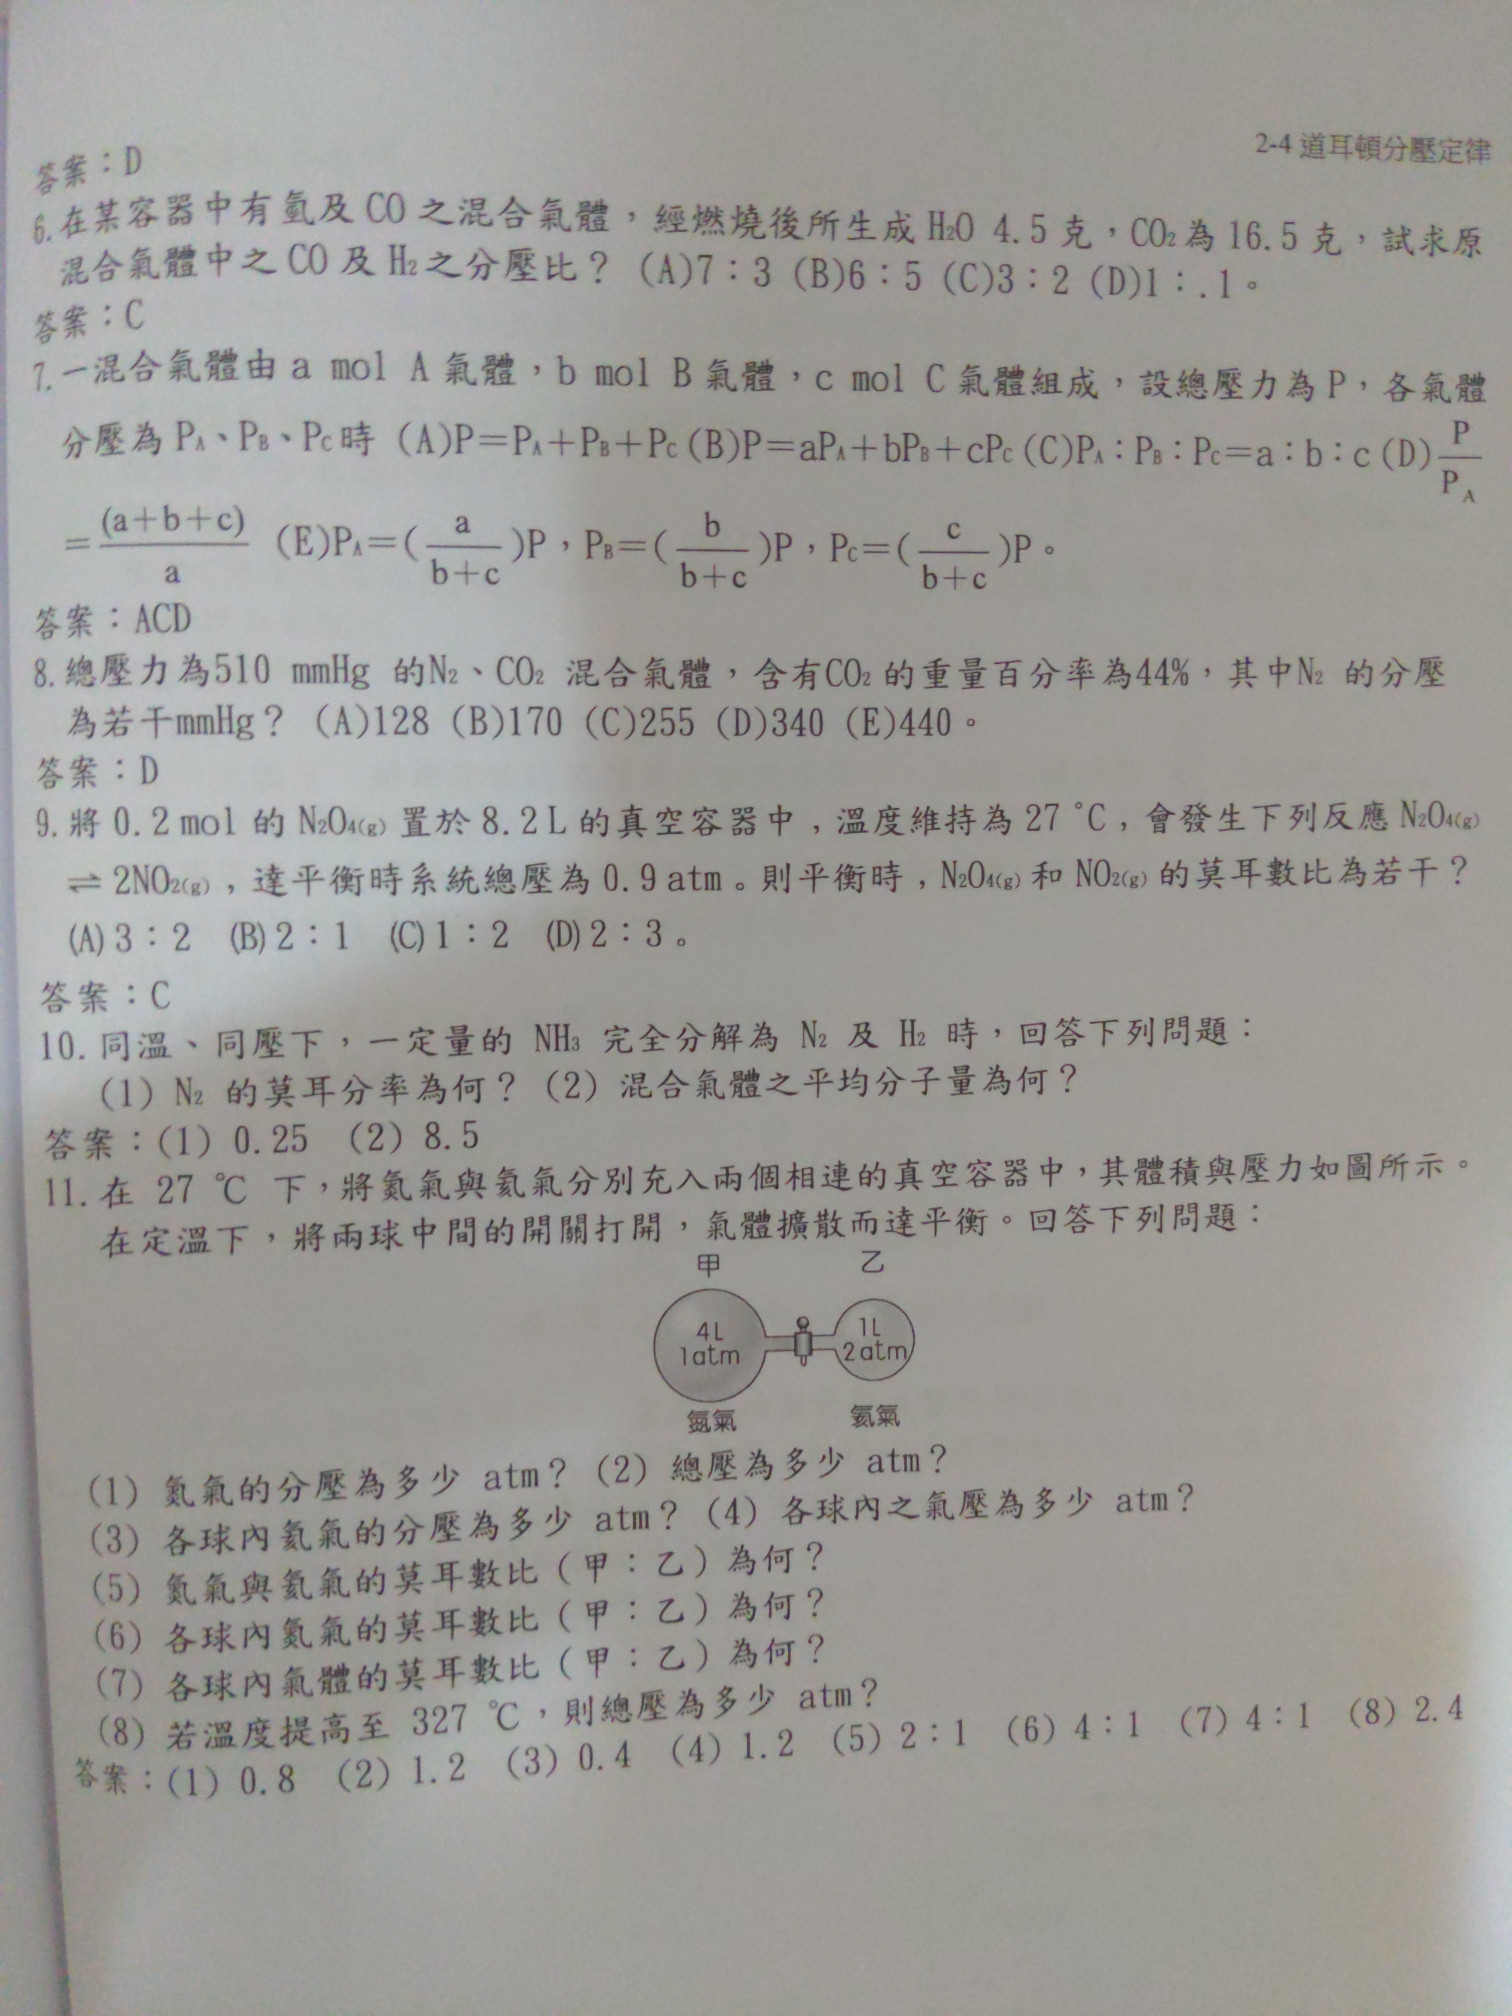 2-4 道耳頓分壓定律
答案：D
6.在某容器中有氫及 CO 之混合氣體，經燃燒後所生成 H2O 4.5 克，CO2 為 16.5 克，試求原
混合氣體中之 CO 及 H2 之分壓比？ (A)7：3 (B)6：5 (C)3：2 (D)1：.1。
答案：C
7.一混合氣體由 a mol A 氣體，b mol B 氣體，c mol C 氣體組成，設總壓力為 P，各氣體
分壓為 PA、PB、PC 時 (A)P＝PA＋PB＋PC (B)P＝aPA＋bPB＋cPC (C)PA：PB：PC＝a：b：c (D) P/PA
＝(a＋b＋c)/a (E)PA＝(a/(b＋c))P，PB＝(b/(b＋c))P，PC＝(c/(b＋c))P。
答案：ACD
8.總壓力為510 mmHg 的N2、CO2 混合氣體，含有CO2 的重量百分率為44%，其中N2 的分壓
為若干mmHg？ (A)128 (B)170 (C)255 (D)340 (E)440。
答案：D
9.將 0.2 mol 的 N2O4(g) 置於 8.2 L 的真空容器中，溫度維持為 27 ℃，會發生下列反應 N2O4(g)
⇌ 2NO2(g)，達平衡時系統總壓為 0.9 atm。則平衡時，N2O4(g) 和 NO2(g) 的莫耳數比為若干？
(A) 3：2 (B) 2：1 (C) 1：2 (D) 2：3。
答案：C
10.同溫、同壓下，一定量的 NH3 完全分解為 N2 及 H2 時，回答下列問題：
(1) N2 的莫耳分率為何？ (2) 混合氣體之平均分子量為何？
答案：(1) 0.25 (2) 8.5
11.在 27 ℃ 下，將氮氣與氦氣分別充入兩個相連的真空容器中，其體積與壓力如圖所示。
在定溫下，將兩球中間的開關打開，氣體擴散而達平衡。回答下列問題：
甲 乙
4L 1L
1atm 2atm
氮氣 氦氣
(1) 氮氣的分壓為多少 atm？ (2) 總壓為多少 atm？
(3) 各球內氦氣的分壓為多少 atm？ (4) 各球內之氣壓為多少 atm？
(5) 氮氣與氦氣的莫耳數比（甲：乙）為何？
(6) 各球內氮氣的莫耳數比（甲：乙）為何？
(7) 各球內氣體的莫耳數比（甲：乙）為何？
(8) 若溫度提高至 327 ℃，則總壓為多少 atm？
答案：(1) 0.8 (2) 1.2 (3) 0.4 (4) 1.2 (5) 2：1 (6) 4：1 (7) 4：1 (8) 2.4